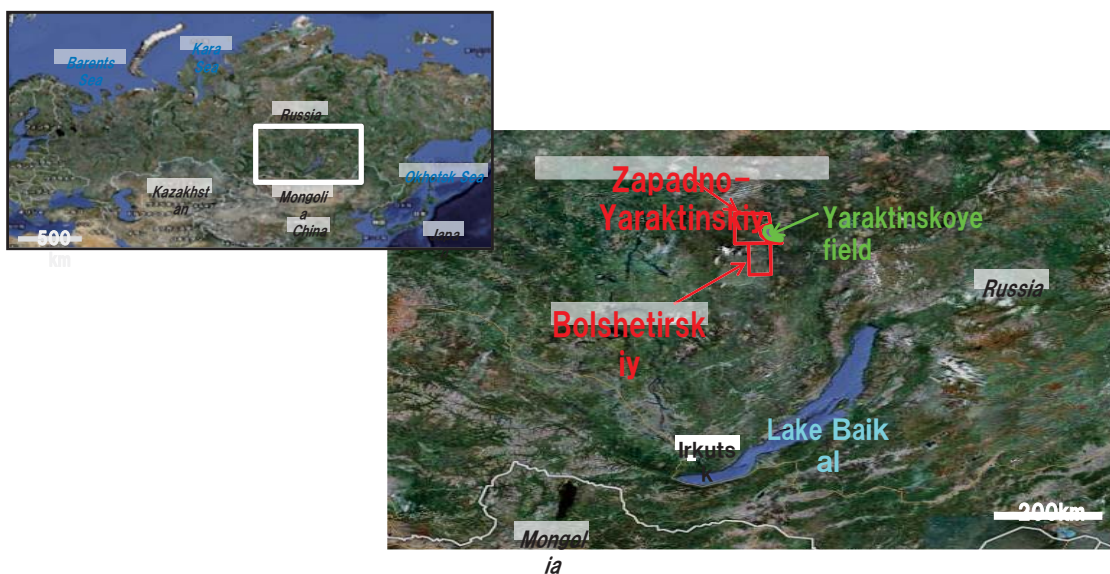 Barents
Sea
Kara
Sea
Russia
Kazakhst
an
Mongoli
a
China
Okhotsk Sea
Japa
500
km
Zapadno-
Yaraktinskiy
Yaraktinskoye
field
Russia
Bolshetirsk
iy
Lake Baik
al
Irkuts
k
Mongol
ia
200km